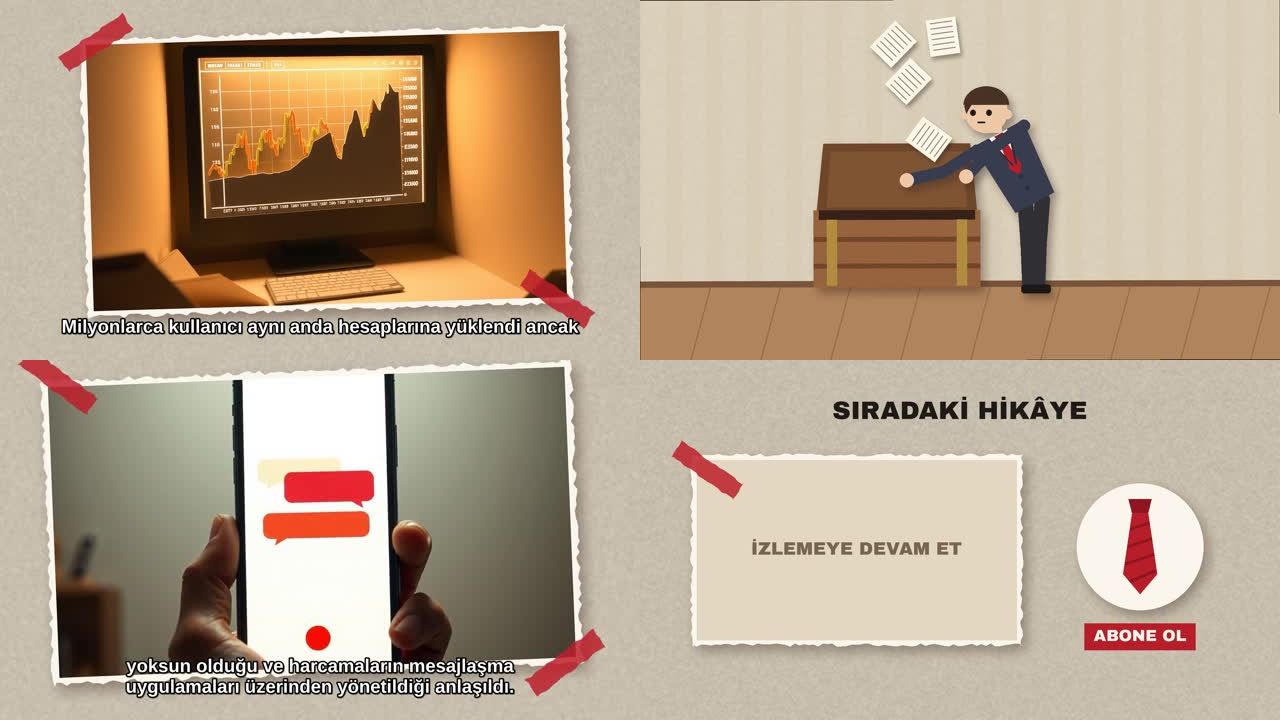 Milyonlarca kullanıcı aynı anda hesaplarına yüklendi ancak
yoksun olduğu ve harcamaların mesajlaşma
uygulamaları üzerinden yönetildiği anlaşıldı.
SIRADAKİ HİKÂYE
İZLEMEYE DEVAM ET
ABONE OL